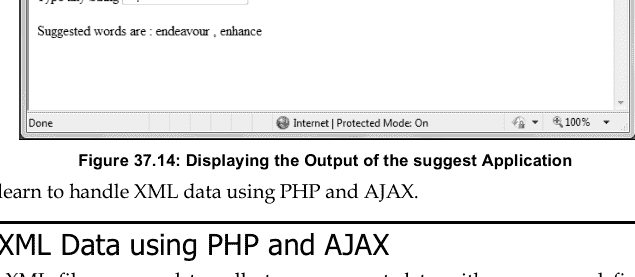 Suggested words are : endeavour , enhance
Done Internet | Protected Mode: On 100%
Figure 37.14: Displaying the Output of the suggest Application
learn to handle XML data using PHP and AJAX.
XML Data using PHP and AJAX